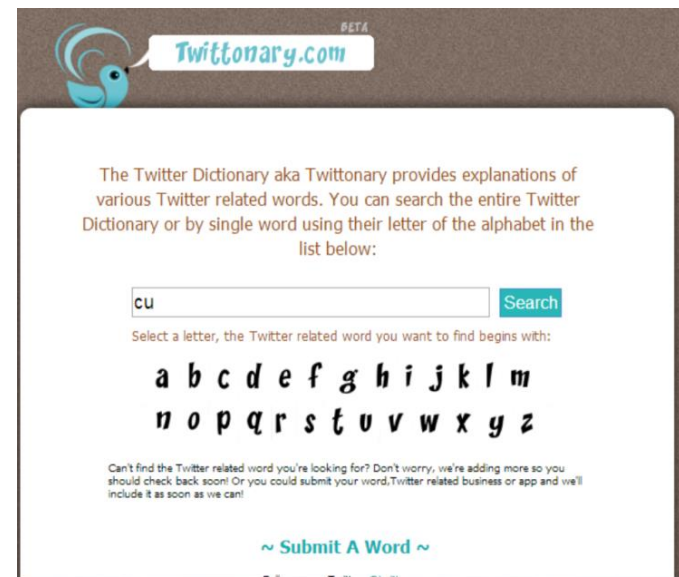 BETA
Twittonary.com
The Twitter Dictionary aka Twittonary provides explanations of
various Twitter related words. You can search the entire Twitter
Dictionary or by single word using their letter of the alphabet in the
list below:
cu Search
Select a letter, the Twitter related word you want to find begins with:
a b c d e f g h i j k l m
n o p q r s t u v w x y z
Can't find the Twitter related word you're looking for? Don't worry, we're adding more so you
should check back soon! Or you could submit your word,Twitter related business or app and we'll
include it as soon as we can!
~ Submit A Word ~